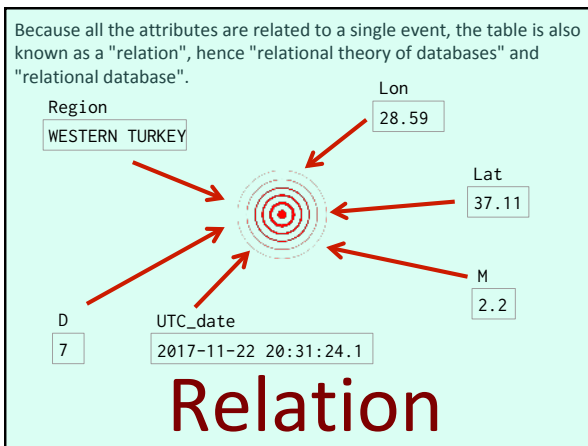 Because all the attributes are related to a single event, the table is also
known as a "relation", hence "relational theory of databases" and
"relational database".
Lon
28.59
Region
WESTERN TURKEY
Lat
37.11
M
2.2
D
7
UTC_date
2017-11-22 20:31:24.1
Relation